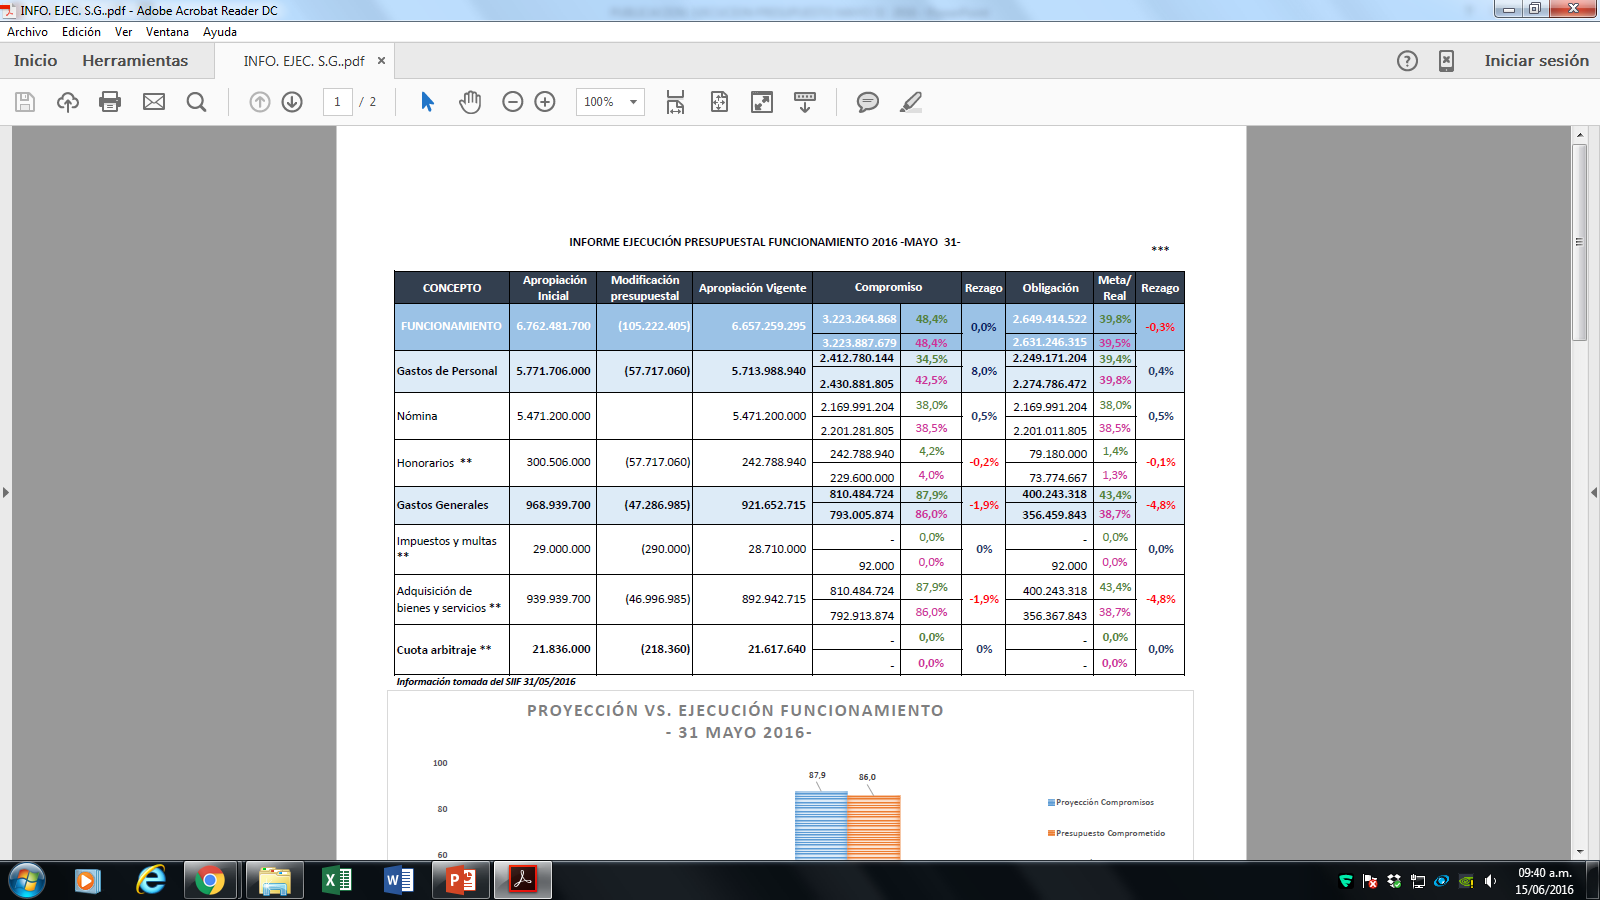 INFO. EJEC. S.G..pdf - Adobe Acrobat Reader DC
Archivo Edición Ver Ventana Ayuda
Inicio Herramientas INFO. EJEC. S.G..pdf × Iniciar sesión
1 / 2 100%
INFORME EJECUCIÓN PRESUPUESTAL FUNCIONAMIENTO 2016 -MAYO 31-
***
CONCEPTO Apropiación Inicial Modificación presupuestal Apropiación Vigente Compromiso Rezago Obligación Meta/ Real Rezago
FUNCIONAMIENTO 6.762.481.700 (105.222.405) 6.657.259.295 3.223.264.868 48,4% 0,0% 2.649.414.522 39,8% -0,3%
3.223.887.679 48,4% 2.631.246.315 39,5%
Gastos de Personal 5.771.706.000 (57.717.060) 5.713.988.940 2.412.780.144 34,5% 8,0% 2.249.171.204 39,4% 0,4%
2.430.881.805 42,5% 2.274.786.472 39,8%
Nómina 5.471.200.000 5.471.200.000 2.169.991.204 38,0% 0,5% 2.169.991.204 38,0% 0,5%
2.201.281.805 38,5% 2.201.011.805 38,5%
Honorarios ** 300.506.000 (57.717.060) 242.788.940 242.788.940 4,2% -0,2% 79.180.000 1,4% -0,1%
229.600.000 4,0% 73.774.667 1,3%
Gastos Generales 968.939.700 (47.286.985) 921.652.715 810.484.724 87,9% -1,9% 400.243.318 43,4% -4,8%
793.005.874 86,0% 356.459.843 38,7%
Impuestos y multas ** 29.000.000 (290.000) 28.710.000 - 0,0% 0% - 0,0% 0,0%
92.000 0,0% 92.000 0,0%
Adquisición de bienes y servicios ** 939.939.700 (46.996.985) 892.942.715 810.484.724 87,9% -1,9% 400.243.318 43,4% -4,8%
792.913.874 86,0% 356.367.843 38,7%
Cuota arbitraje ** 21.836.000 (218.360) 21.617.640 - 0,0% 0% - 0,0% 0,0%
- 0,0% - 0,0%
Información tomada del SIIF 31/05/2016
PROYECCIÓN VS. EJECUCIÓN FUNCIONAMIENTO
- 31 MAYO 2016-
100
87,9 86,0
80
Proyección Compromisos
Presupuesto Comprometido
60
09:40 a.m.
15/06/2016